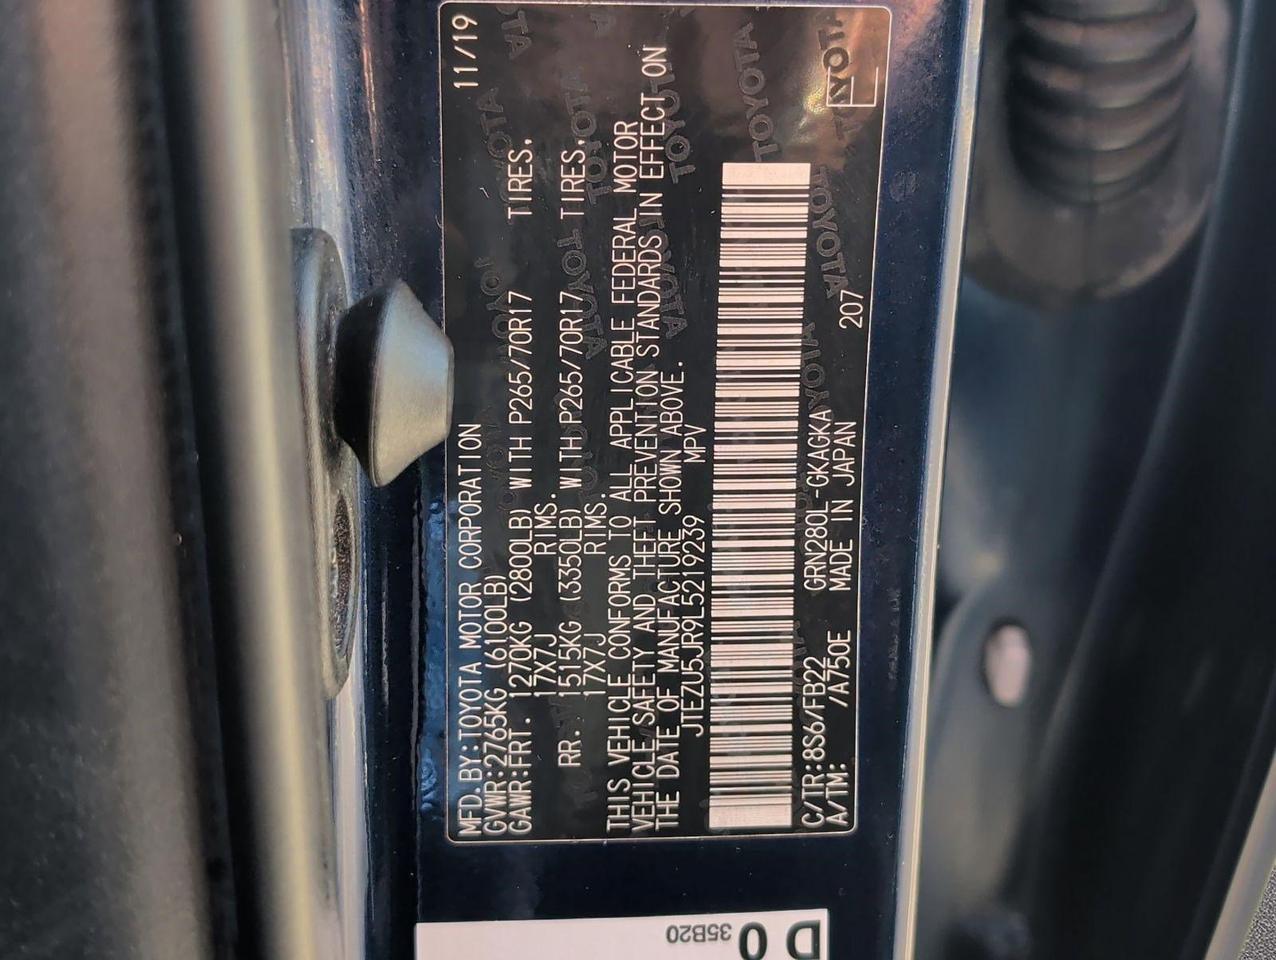 MFD. BY: TOYOTA MOTOR CORPORATION 11/19
GVWR: 2765KG (6100LB)
GAWR: FRT. 1270KG (2800LB) WITH P265/70R17 TIRES.
17X7J RIMS.
RR. 1515KG (3350LB) WITH P265/70R17 TIRES.
17X7J RIMS.
THIS VEHICLE CONFORMS TO ALL APPLICABLE FEDERAL MOTOR
VEHICLE SAFETY AND THEFT PREVENTION STANDARDS IN EFFECT ON
THE DATE OF MANUFACTURE SHOWN ABOVE.
JTEZU5JR9L5219239 MPV
C/TR: 8S6/FB22 GRN280L-GKAGKA 207
A/TM: /A750E MADE IN JAPAN
D 0
35B20